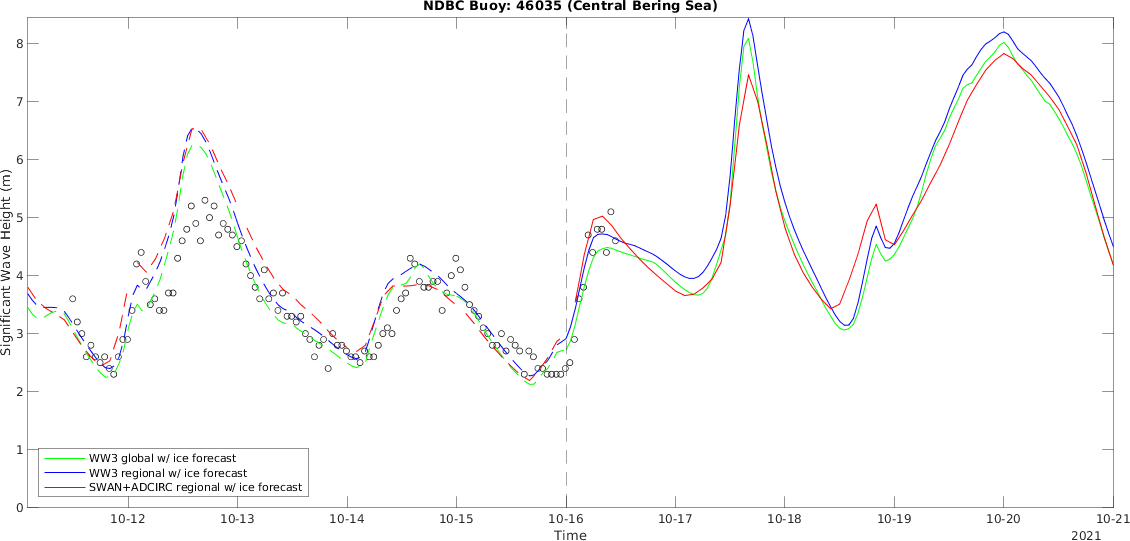 NDBC Buoy: 46035 (Central Bering Sea)
Significant Wave Height (m)
8
7
6
5
4
3
2
1
0
WW3 global w/ ice forecast
WW3 regional w/ ice forecast
SWAN+ADCIRC regional w/ ice forecast
10-12 10-13 10-14 10-15 10-16 10-17 10-18 10-19 10-20 10-21
Time
2021